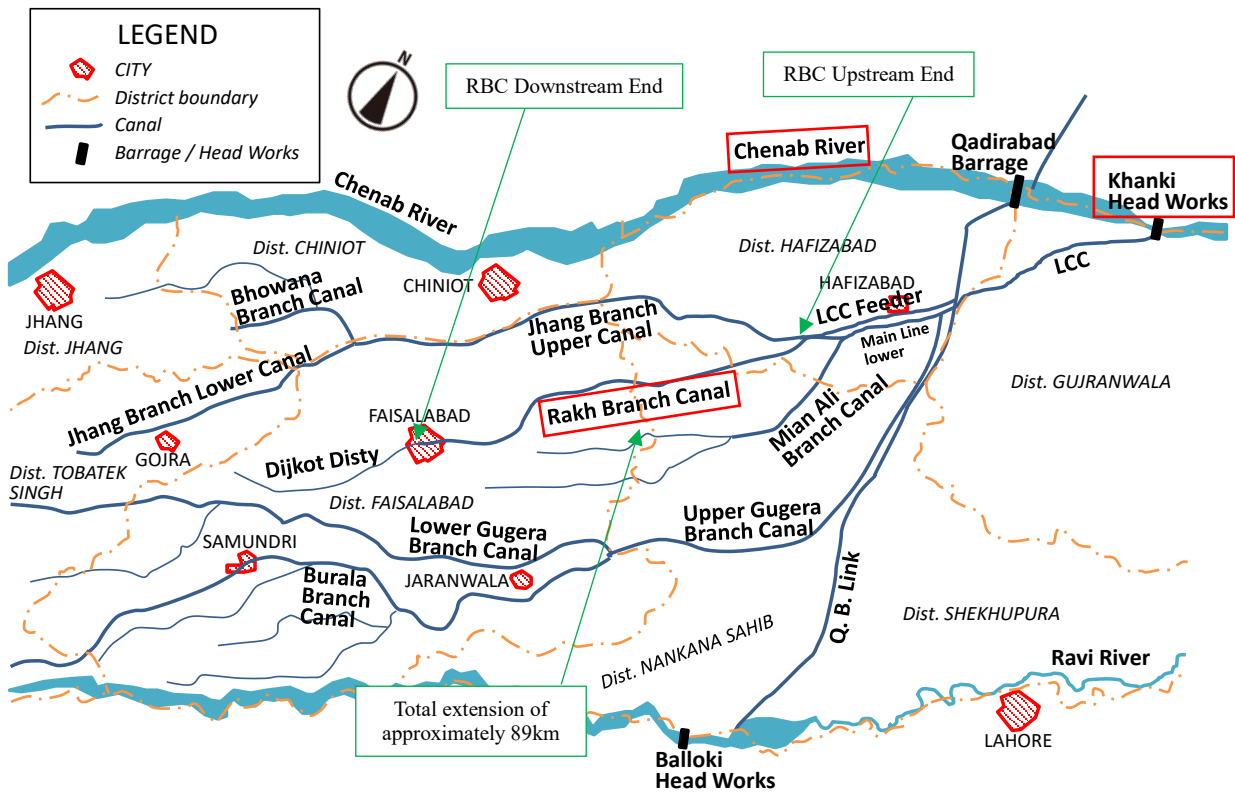 LEGEND
CITY
District boundary
Canal
Barrage / Head Works
N
RBC Downstream End
RBC Upstream End
Chenab River
Qadirabad
Barrage
Khanki
Head Works
Chenab River
Dist. CHINIOT
Dist. HAFIZABAD
HAFIZABAD
LCC
CHINIOT
Bhowana
Branch Canal
JHANG
Dist. JHANG
Jhang Branch
Upper Canal
LCC Feeder
Main Line
lower
Dist. GUJRANWALA
Jhang Branch Lower Canal
Rakh Branch Canal
Mian Ali
Branch Canal
FAISALABAD
GOJRA
Dijkot Disty
Dist. TOBATEK
SINGH
Dist. FAISALABAD
Lower Gugera
Branch Canal
Upper Gugera
Branch Canal
SAMUNDRI
JARANWALA
Burala
Branch
Canal
Q. B. Link
Dist. SHEKHUPURA
Dist. NANKANA SAHIB
Ravi River
Total extension of
approximately 89km
LAHORE
Balloki
Head Works